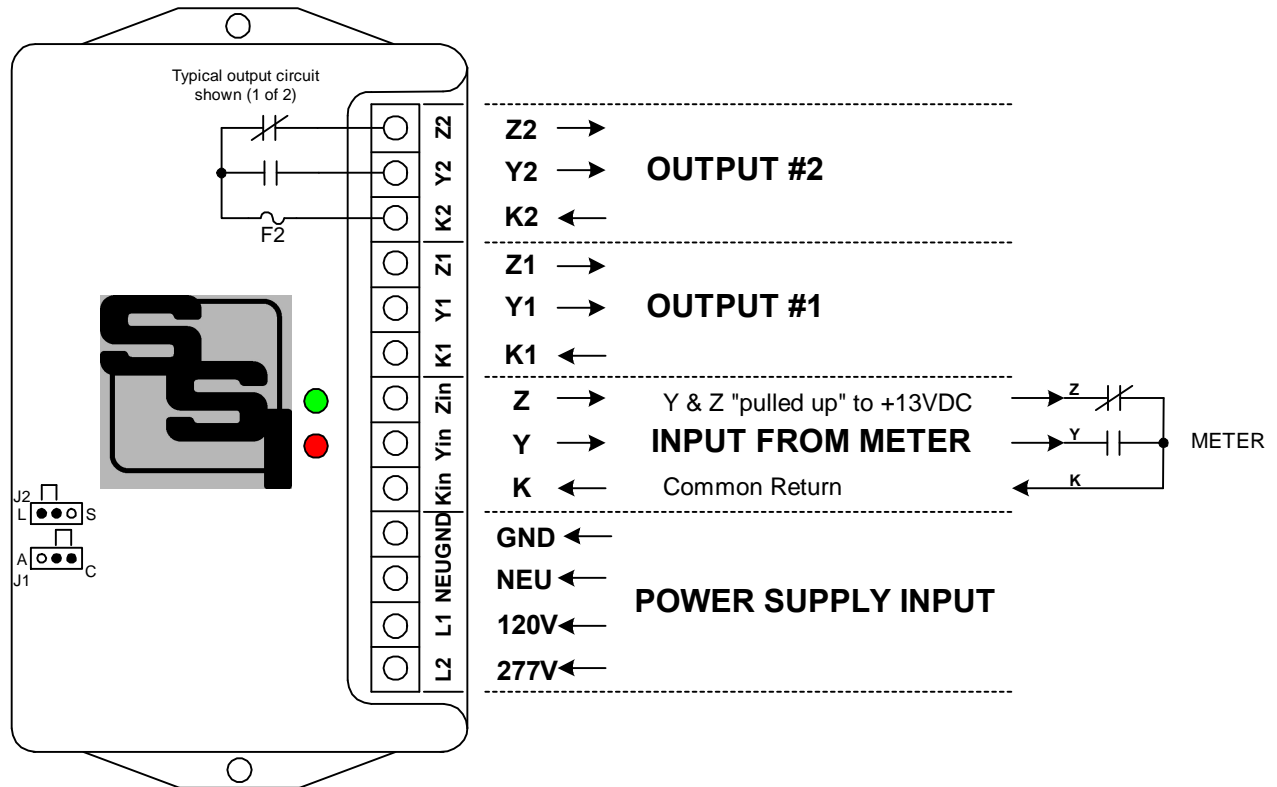 Typical output circuit
shown (1 of 2)
F2
Z2
Y2
K2
Z1
Y1
K1
Zin
Yin
Kin
GND
NEU
L1
L2
SSI
J2
L S
A C
J1
Z2
Y2 OUTPUT #2
K2
Z1
Y1 OUTPUT #1
K1
Z Y & Z "pulled up" to +13VDC Z
Y INPUT FROM METER Y METER
K Common Return K
GND
NEU
POWER SUPPLY INPUT
120V
277V